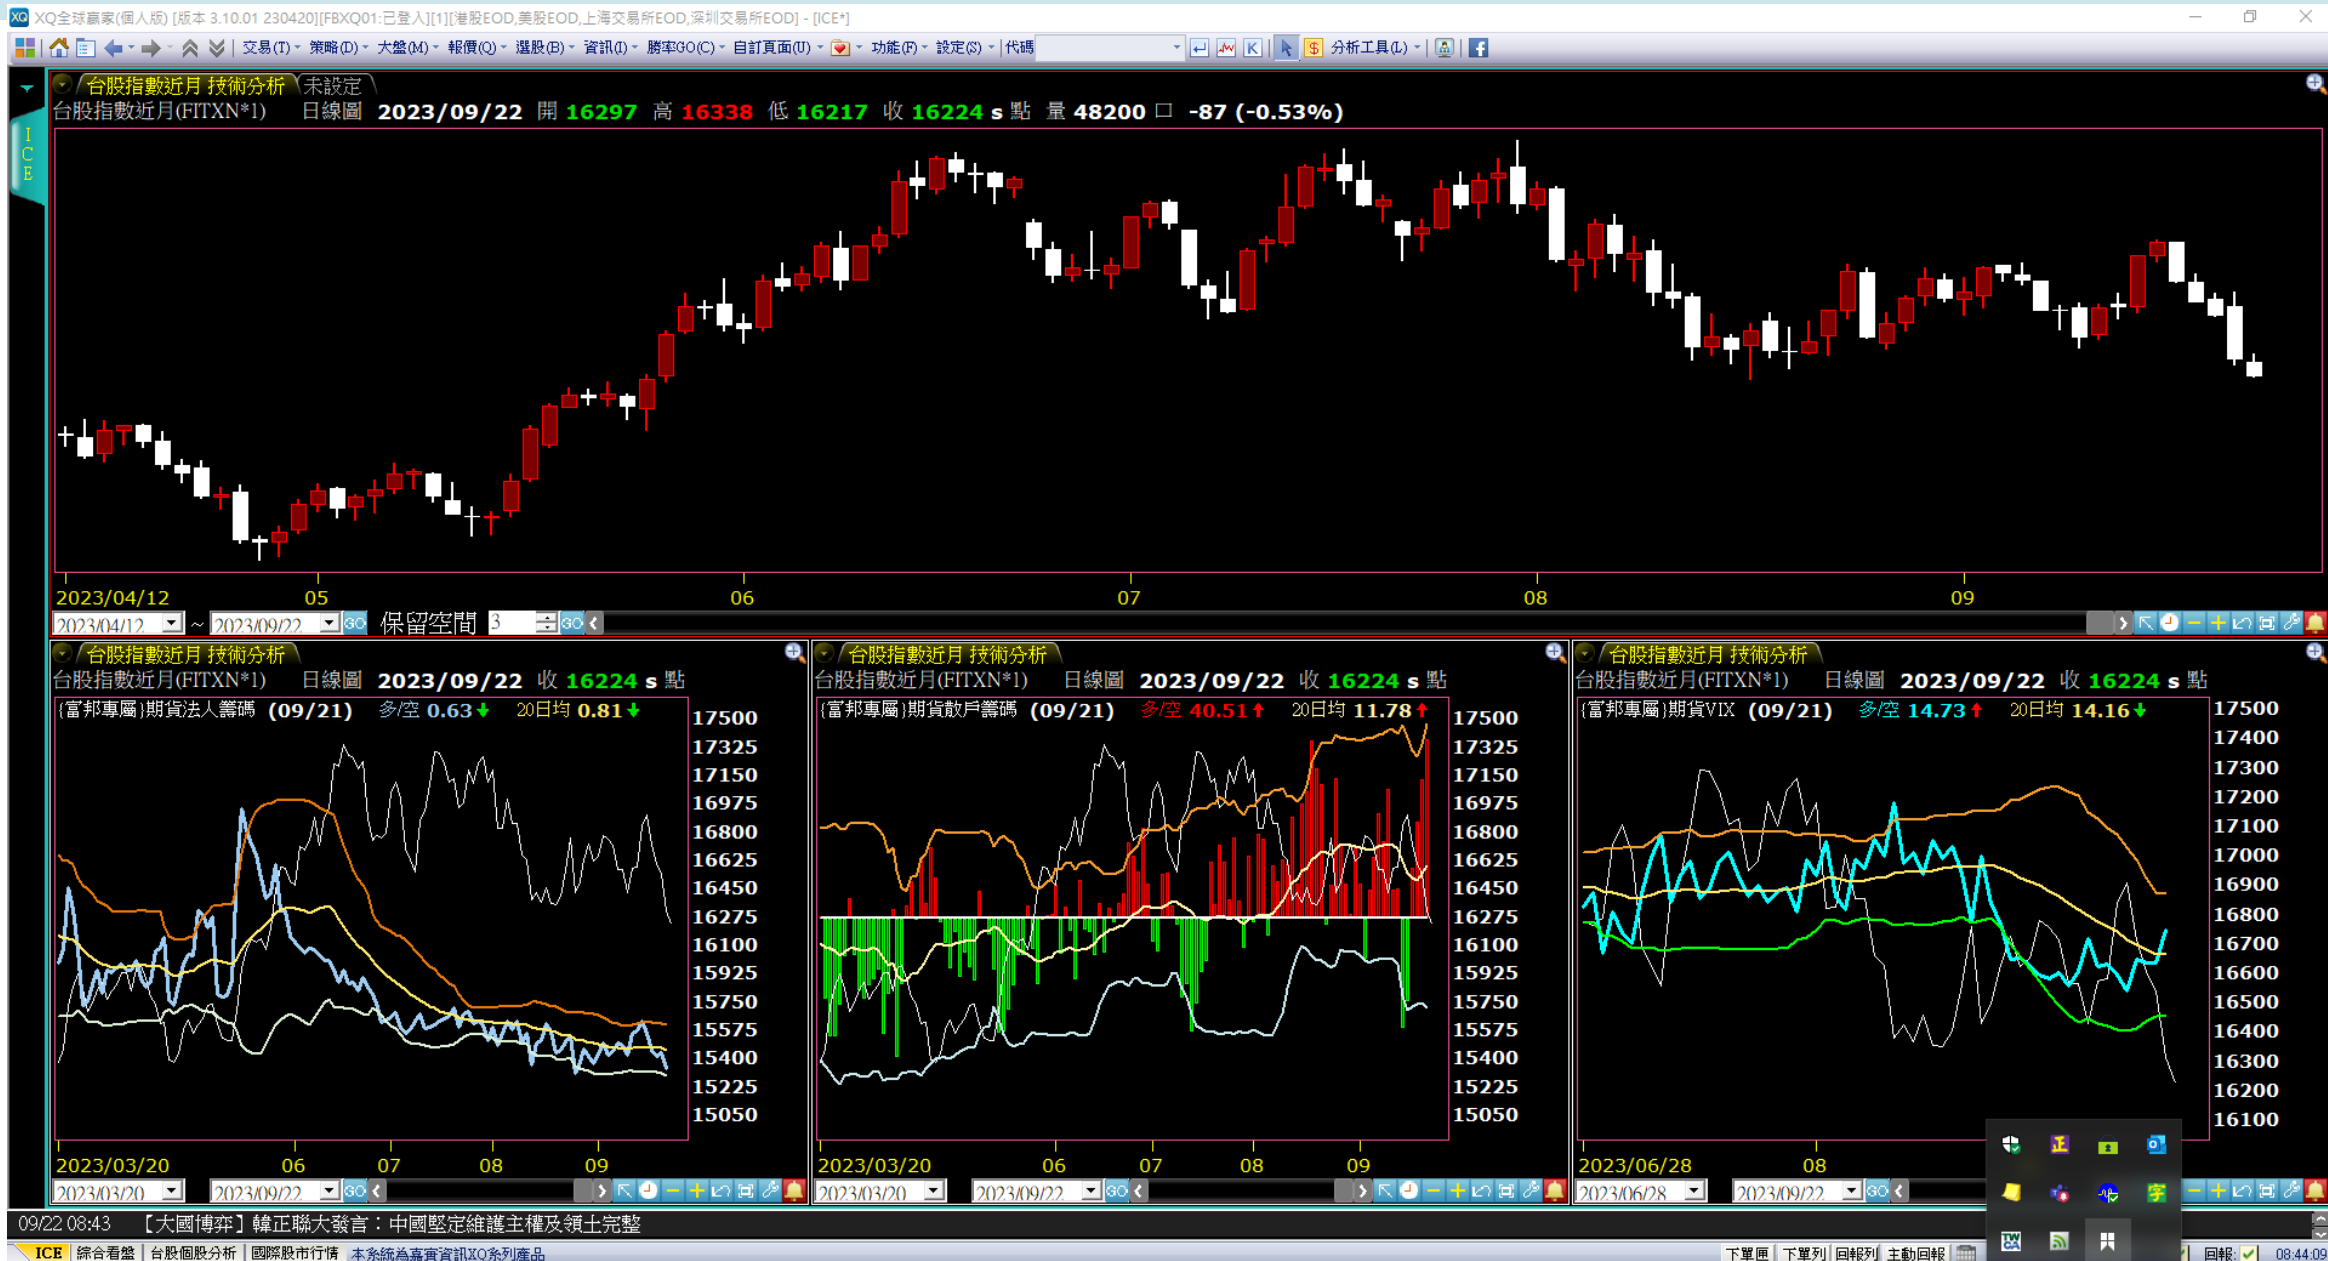 XQ全球贏家(個人版) [版本 3.10.01 230420][FBXQ01:已登入][1][港股EOD,美股EOD,上海交易所EOD,深圳交易所EOD] - [ICE*]
交易(T) 策略(D) 大盤(M) 報價(Q) 選股(B) 資訊(I) 勝率GO(C) 自訂頁面(U) 功能(F) 設定(S) 代碼 K $ 分析工具(L)
台股指數近月 技術分析 未設定
台股指數近月(FITXN*1) 日線圖 2023/09/22 開 16297 高 16338 低 16217 收 16224 s 點 量 48200 口 -87 (-0.53%)
ICE
2023/04/12 05 06 07 08 09
2023/04/12 ~ 2023/09/22 GO 保留空間 3 GO
台股指數近月 技術分析
台股指數近月(FITXN*1) 日線圖 2023/09/22 收 16224 s 點
{富邦專屬}期貨法人籌碼 (09/21) 多/空 0.63 20日均 0.81
17500
17325
17150
16975
16800
16625
16450
16275
16100
15925
15750
15575
15400
15225
15050
2023/03/20 06 07 08 09
2023/03/20 2023/09/22 GO
台股指數近月 技術分析
台股指數近月(FITXN*1) 日線圖 2023/09/22 收 16224 s 點
{富邦專屬}期貨散戶籌碼 (09/21) 多/空 40.51 20日均 11.78
17500
17325
17150
16975
16800
16625
16450
16275
16100
15925
15750
15575
15400
15225
15050
2023/03/20 06 07 08 09
2023/03/20 2023/09/22 GO
台股指數近月 技術分析
台股指數近月(FITXN*1) 日線圖 2023/09/22 收 16224 s 點
{富邦專屬}期貨VIX (09/21) 多/空 14.73 20日均 14.16
17500
17400
17300
17200
17100
17000
16900
16800
16700
16600
16500
16400
16300
16200
16100
2023/06/28 08
2023/06/28 2023/09/22 GO
09/22 08:43 【大國博弈】韓正聯大發言：中國堅定維護主權及領土完整
ICE 綜合看盤 台股個股分析 國際股市行情 本系統為嘉實資訊XQ系列產品
下單匣 下單列 回報列 主動回報 回報: 08:44:09